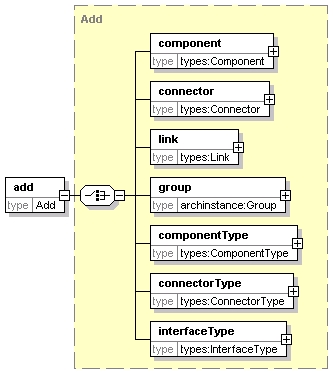 Add
component
type types:Component
connector
type types:Connector
link
type types:Link
add
type Add
group
type archinstance:Group
componentType
type types:ComponentType
connectorType
type types:ConnectorType
interfaceType
type types:InterfaceType